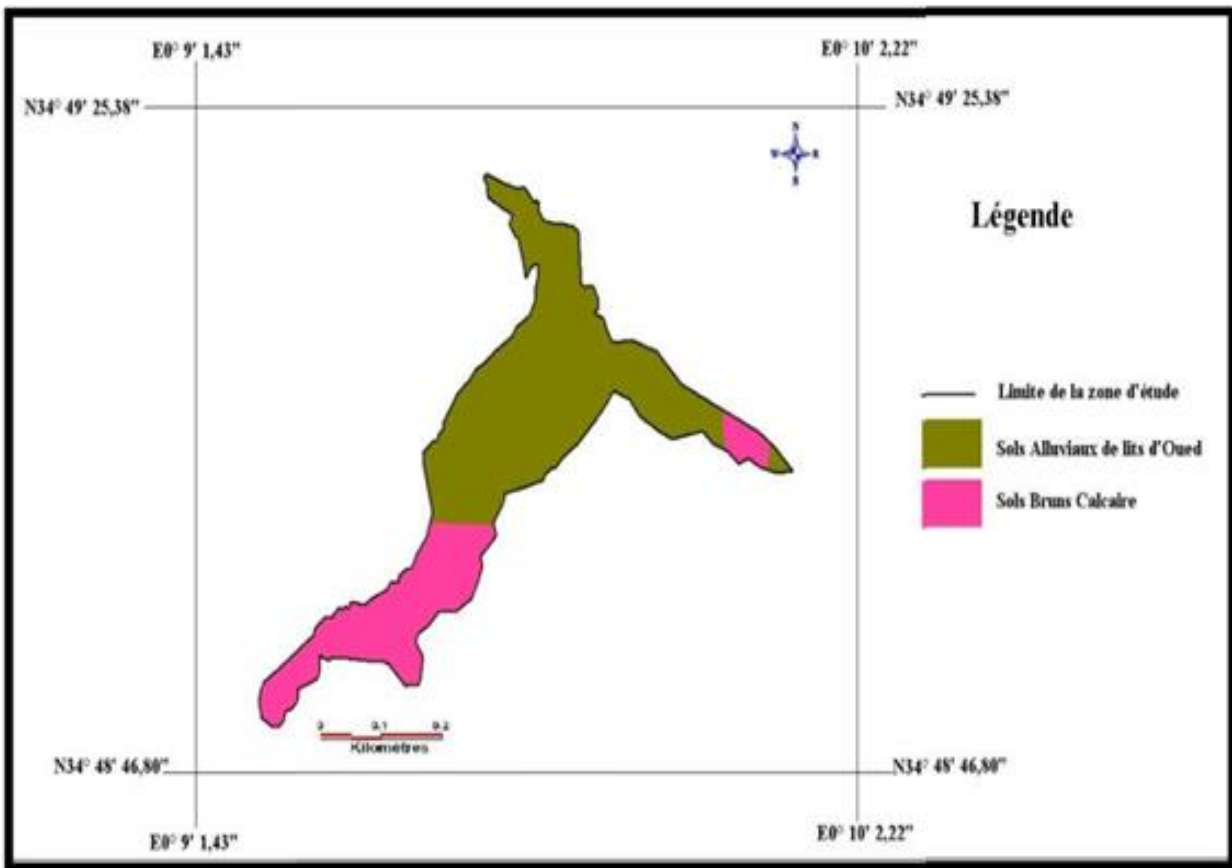 E0° 9' 1,43"
E0° 10' 2,22"
N34° 49' 25,38"
N34° 49' 25,38"
N
W
S
Légende
Limite de la zone d'étude
Sols Alluviaux de lits d'Oued
Sols Bruns Calcaire
0 0,1 0,2
Kilomètres
N34° 48' 46,80"
N34° 48' 46,80"
E0° 9' 1,43"
E0° 10' 2,22"